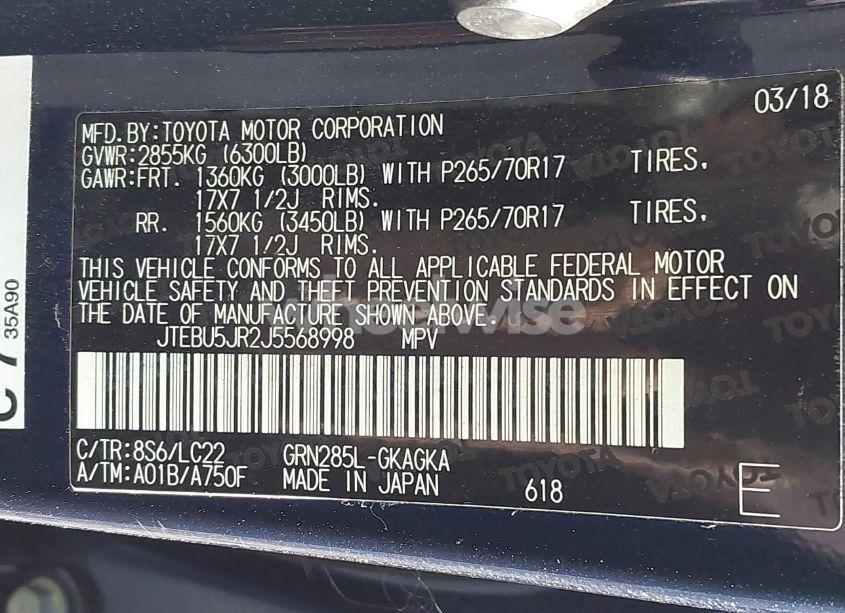 03/18
MFD.BY:TOYOTA MOTOR CORPORATION
GVWR:2855KG (6300LB)
GAWR:FRT. 1360KG (3000LB) WITH P265/70R17 TIRES,
17X7 1/2J RIMS.
RR. 1560KG (3450LB) WITH P265/70R17 TIRES,
17X7 1/2J RIMS.
THIS VEHICLE CONFORMS TO ALL APPLICABLE FEDERAL MOTOR
VEHICLE SAFETY AND THEFT PREVENTION STANDARDS IN EFFECT ON
THE DATE OF MANUFACTURE SHOWN ABOVE.
JTEBU5JR2J5568998 MPV
C/TR:8S6/LC22 GRN285L-GKAGKA
A/TM:A01B/A750F MADE IN JAPAN 618 E
35A90
TOYOTA